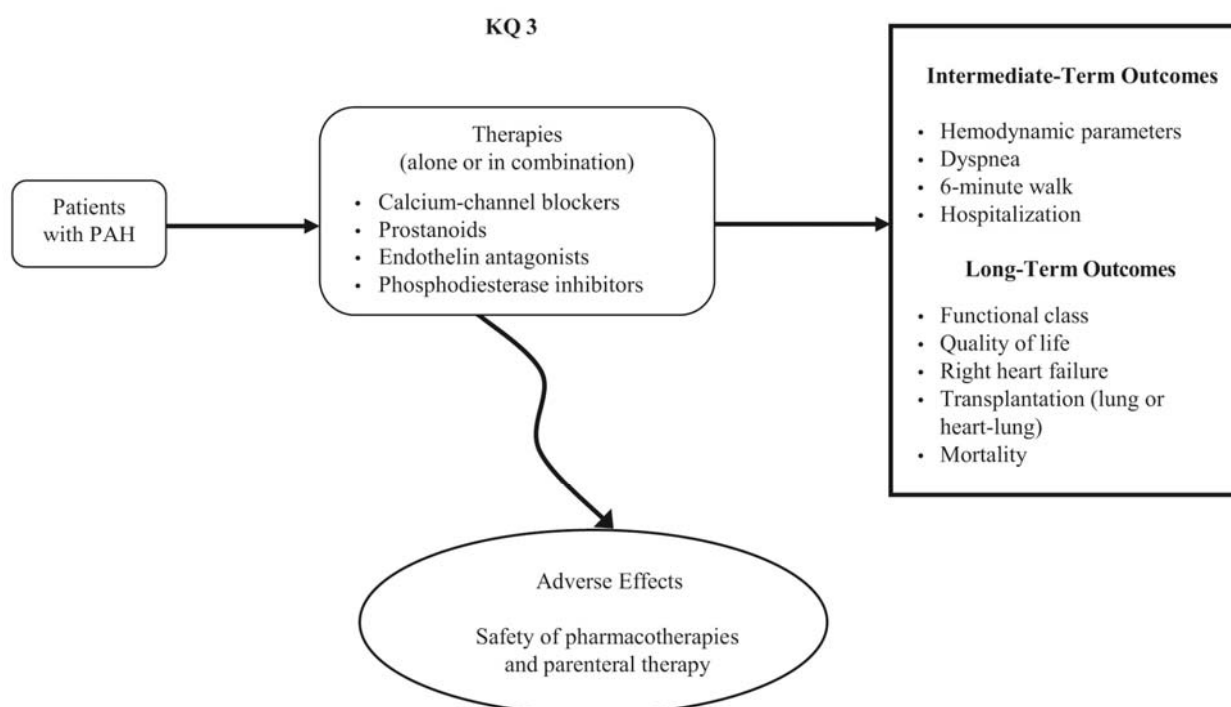 KQ 3
Patients
with PAH
Therapies
(alone or in combination)
• Calcium-channel blockers
• Prostanoids
• Endothelin antagonists
• Phosphodiesterase inhibitors
Intermediate-Term Outcomes
• Hemodynamic parameters
• Dyspnea
• 6-minute walk
• Hospitalization
Long-Term Outcomes
• Functional class
• Quality of life
• Right heart failure
• Transplantation (lung or
heart-lung)
• Mortality
Adverse Effects
Safety of pharmacotherapies
and parenteral therapy